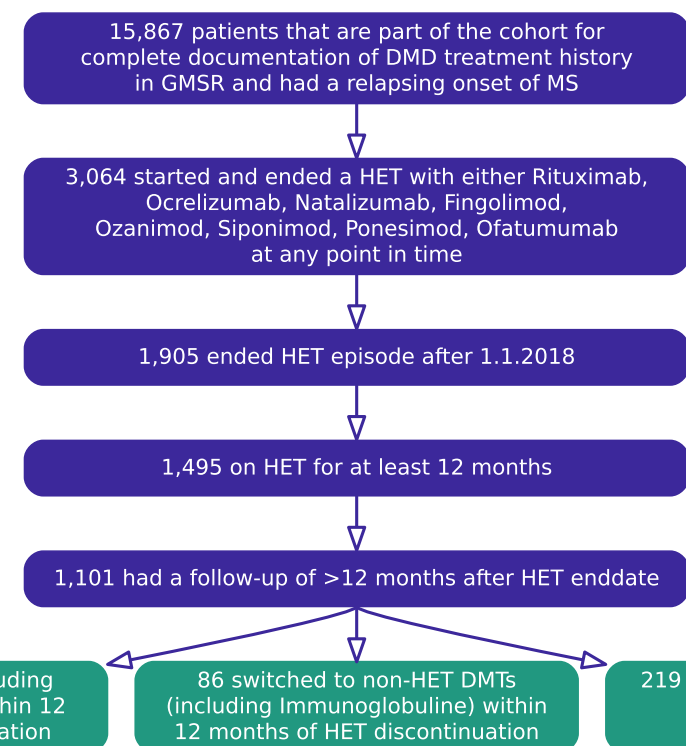 15,867 patients that are part of the cohort for
complete documentation of DMD treatment history
in GMSR and had a relapsing onset of MS
3,064 started and ended a HET with either Rituximab,
Ocrelizumab, Natalizumab, Fingolimod,
Ozanimod, Siponimod, Ponesimod, Ofatumumab
at any point in time
1,905 ended HET episode after 1.1.2018
1,495 on HET for at least 12 months
1,101 had a follow-up of >12 months after HET enddate
12
86 switched to non-HET DMTs
(including Immunoglobuline) within
12 months of HET discontinuation
219